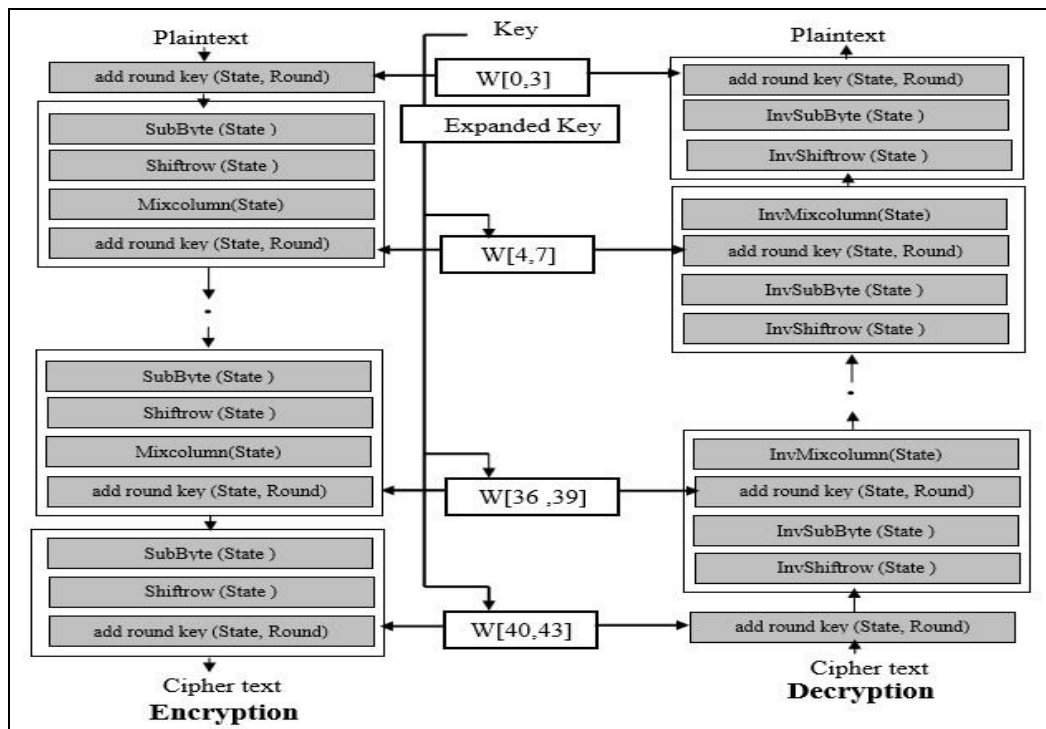 Plaintext
add round key (State, Round)
SubByte (State )
Shiftrow (State )
Mixcolumn(State)
add round key (State, Round)
SubByte (State )
Shiftrow (State )
Mixcolumn(State)
add round key (State, Round)
SubByte (State )
Shiftrow (State )
add round key (State, Round)
Cipher text
Encryption
Key
W[0,3]
Expanded Key
W[4,7]
W[36 ,39]
W[40,43]
Plaintext
add round key (State, Round)
InvSubByte (State )
InvShiftrow (State )
InvMixcolumn(State)
add round key (State, Round)
InvSubByte (State )
InvShiftrow (State )
InvMixcolumn(State)
add round key (State, Round)
InvSubByte (State )
InvShiftrow (State )
add round key (State, Round)
Cipher text
Decryption